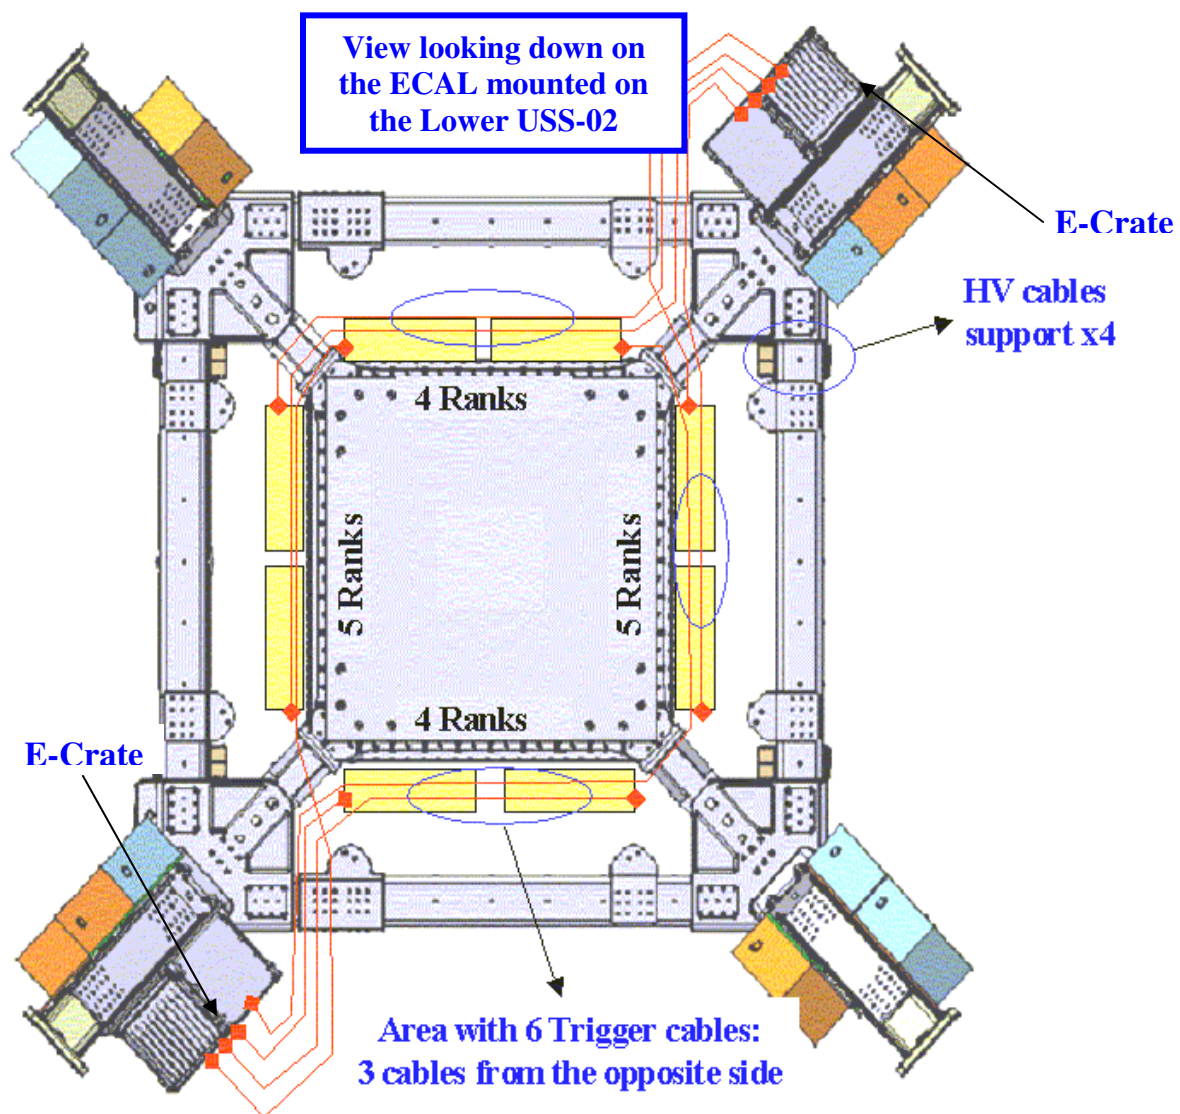 View looking down on
the ECAL mounted on
the Lower USS-02
E-Crate
HV cables
support x4
4 Ranks
5 Ranks
5 Ranks
4 Ranks
E-Crate
Area with 6 Trigger cables:
3 cables from the opposite side